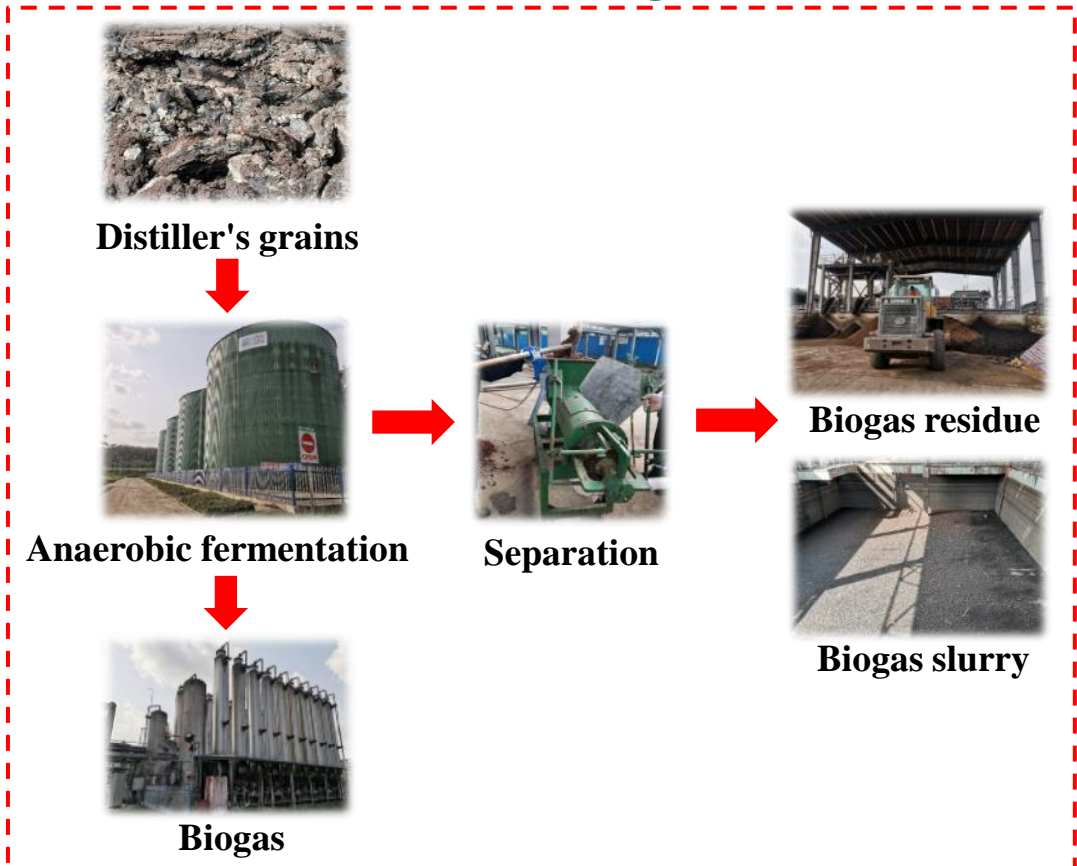 Distiller's grains
Anaerobic fermentation
Separation
Biogas residue
Biogas slurry
Biogas